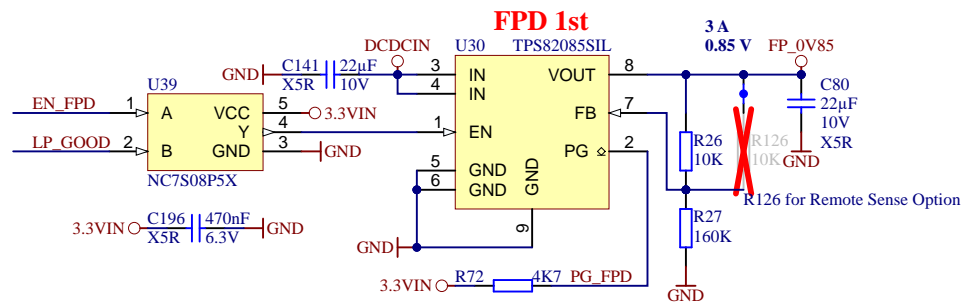 FPD 1st
3 A
0.85 V
DCDCIN
U30
TPS82085SIL
FP_0V85
GND
C141
22µF
X5R
10V
3
IN
4
IN
VOUT
8
C80
22µF
10V
X5R
GND
U39
EN_FPD
1
A
VCC
5
3.3VIN
Y
4
1
EN
FB
7
LP_GOOD
2
B
GND
3
GND
PG
2
R26
10K
R126
10K
NC7S08P5X
5
GND
6
GND
GND
9
R126 for Remote Sense Option
R27
160K
3.3VIN
C196
470nF
X5R
6.3V
GND
GND
3.3VIN
R72
4K7
PG_FPD
GND